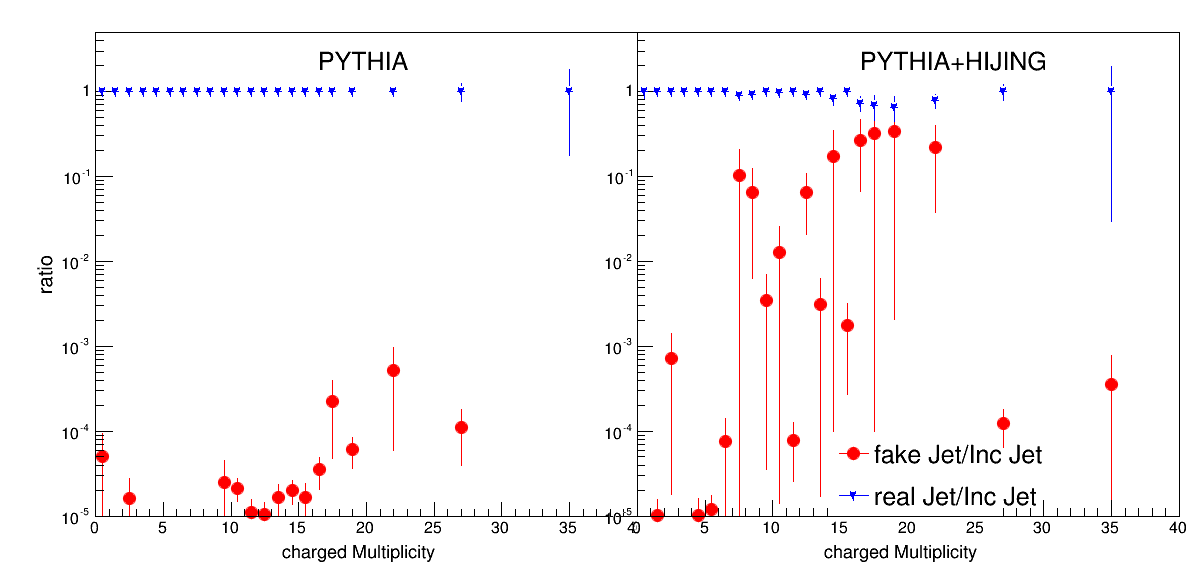 PYTHIA
PYTHIA+HIJING
1
10^-1
10^-2
10^-3
10^-4
10^-5
ratio
0 5 10 15 20 25 30 35 40
charged Multiplicity
1
10^-1
10^-2
10^-3
10^-4
10^-5
fake Jet/Inc Jet
real Jet/Inc Jet
0 5 10 15 20 25 30 35 40
charged Multiplicity